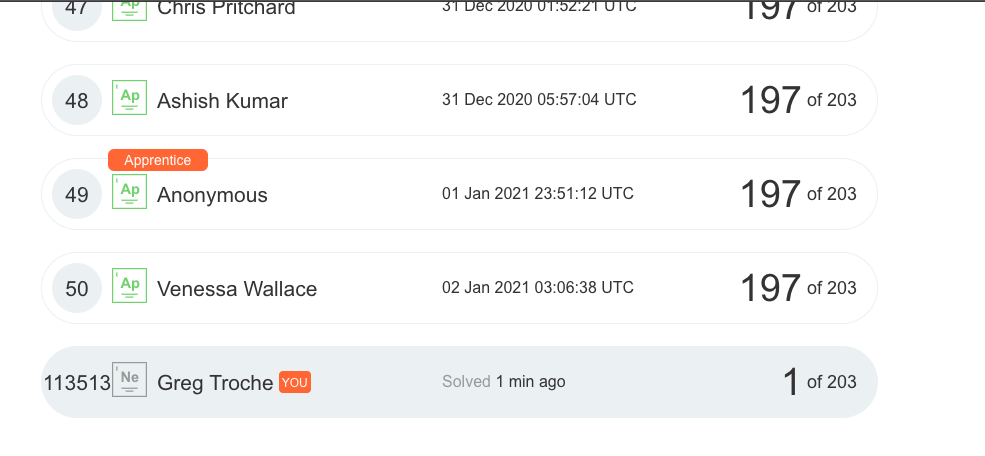 47 Ap Chris Pritchard 31 Dec 2020 01:52:21 UTC 197 of 203
48 Ap Ashish Kumar 31 Dec 2020 05:57:04 UTC 197 of 203
Apprentice
49 Ap Anonymous 01 Jan 2021 23:51:12 UTC 197 of 203
50 Ap Venessa Wallace 02 Jan 2021 03:06:38 UTC 197 of 203
113513 Ne Greg Troche YOU Solved 1 min ago 1 of 203